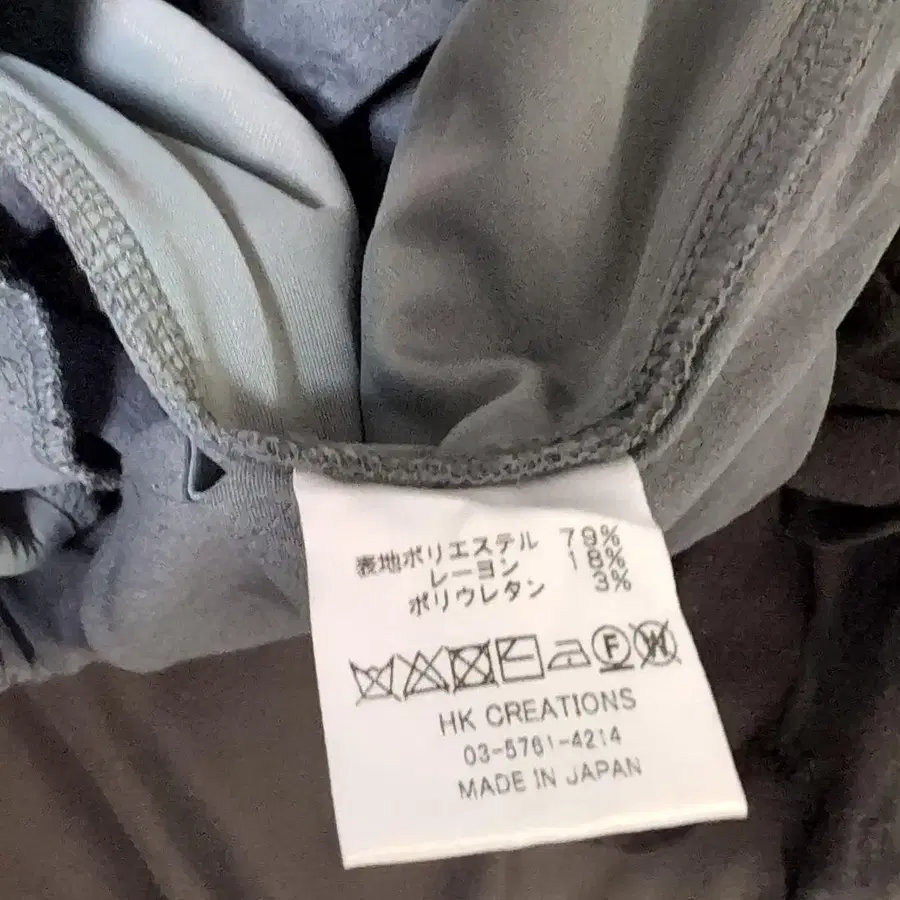 表地ポリエステル 79%
レーヨン 18%
ポリウレタン 3%
F W
HK CREATIONS
03-5761-4214
MADE IN JAPAN